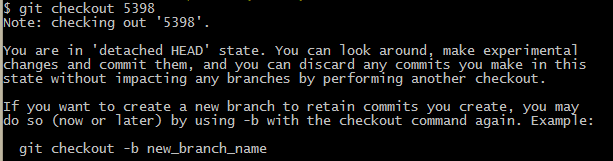 $ git checkout 5398
Note: checking out '5398'.
You are in 'detached HEAD' state. You can look around, make experimental
changes and commit them, and you can discard any commits you make in this
state without impacting any branches by performing another checkout.
If you want to create a new branch to retain commits you create, you may
do so (now or later) by using -b with the checkout command again. Example:
git checkout -b new_branch_name